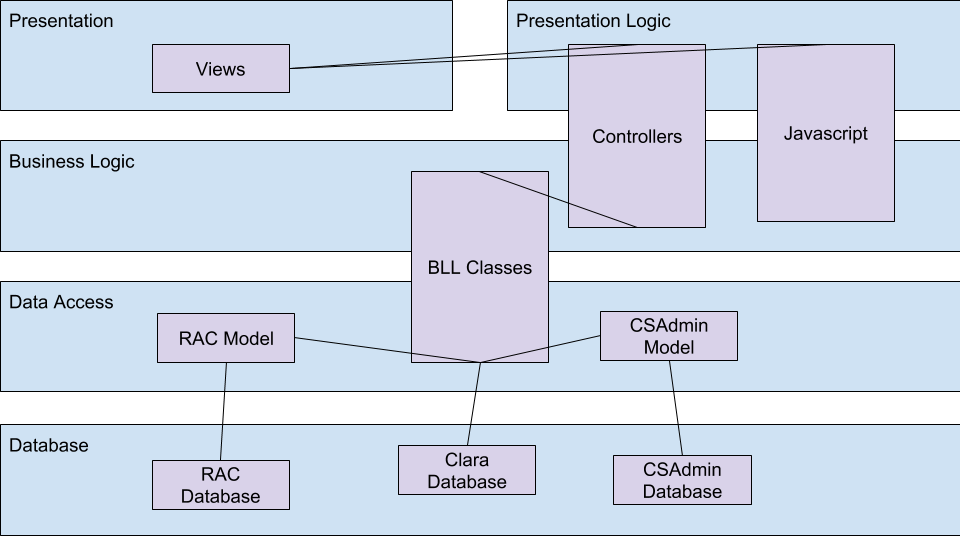 Presentation
Presentation Logic
Views
Controllers
Javascript
Business Logic
BLL Classes
Data Access
RAC Model
CSAdmin
Model
Database
RAC
Database
Clara
Database
CSAdmin
Database